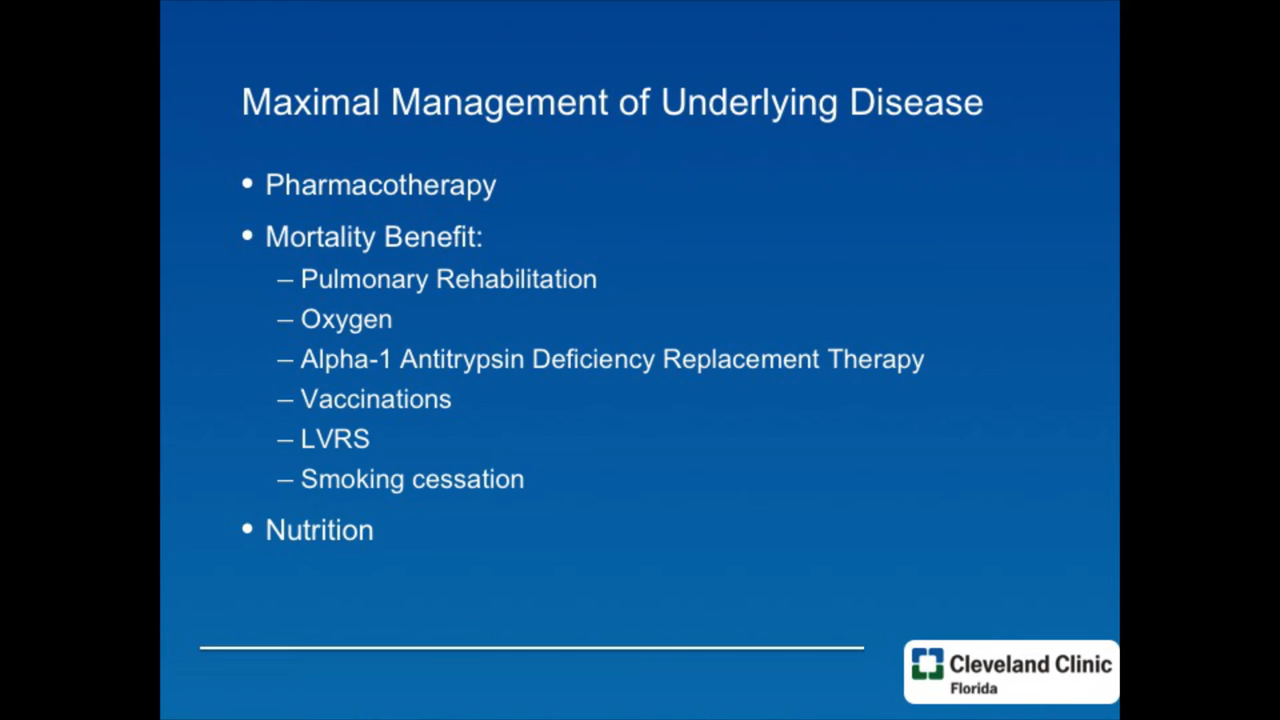 Maximal Management of Underlying Disease
• Pharmacotherapy
• Mortality Benefit:
– Pulmonary Rehabilitation
– Oxygen
– Alpha-1 Antitrypsin Deficiency Replacement Therapy
– Vaccinations
– LVRS
– Smoking cessation
• Nutrition
Cleveland Clinic
Florida